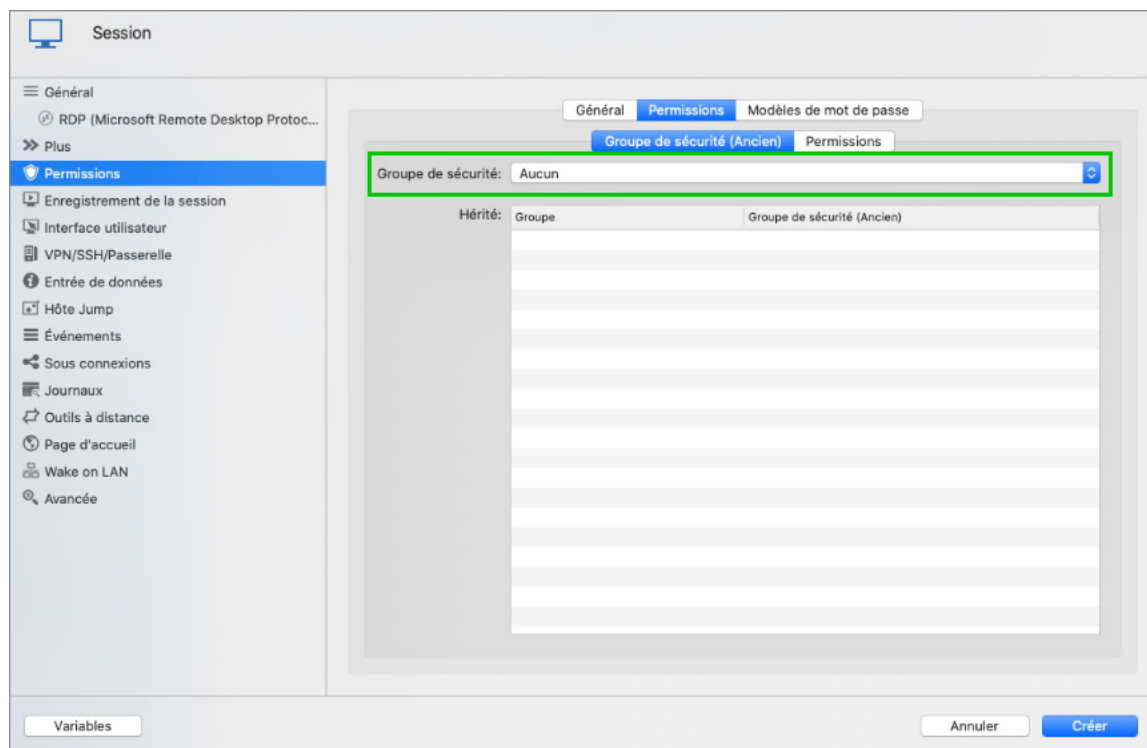 Session
Général
RDP (Microsoft Remote Desktop Protoc...
Plus
Permissions
Enregistrement de la session
Interface utilisateur
VPN/SSH/Passerelle
Entrée de données
Hôte Jump
Événements
Sous connexions
Journaux
Outils à distance
Page d'accueil
Wake on LAN
Avancée
Général Permissions Modèles de mot de passe
Groupe de sécurité (Ancien) Permissions
Groupe de sécurité: Aucun
Hérité: Groupe Groupe de sécurité (Ancien)
Variables Annuler Créer